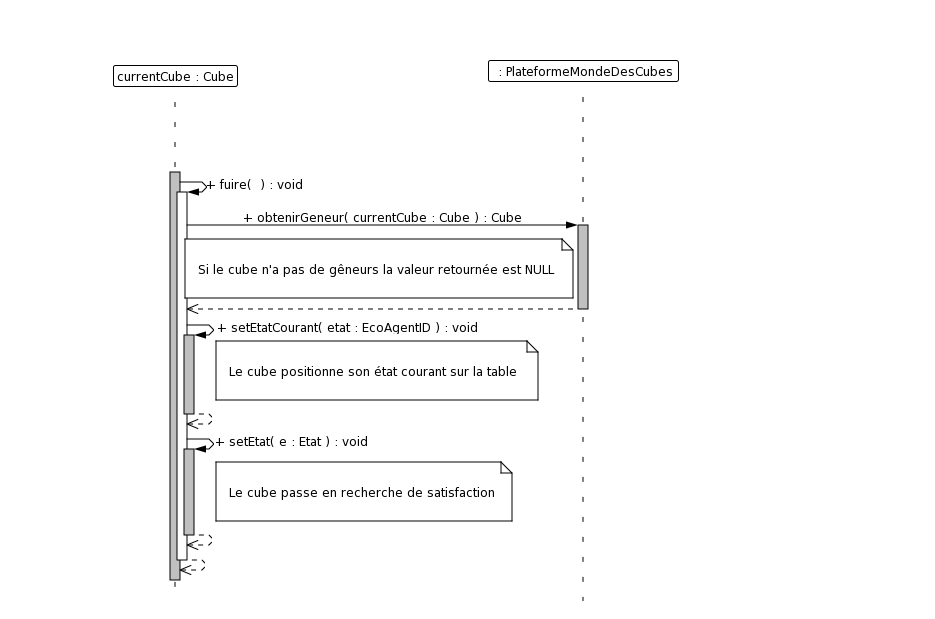 currentCube : Cube
: PlateformeMondeDesCubes
+ fuire(  ) : void
+ obtenirGeneur( currentCube : Cube ) : Cube
Si le cube n'a pas de gêneurs la valeur retournée est NULL
+ setEtatCourant( etat : EcoAgentID ) : void
Le cube positionne son état courant sur la table
+ setEtat( e : Etat ) : void
Le cube passe en recherche de satisfaction